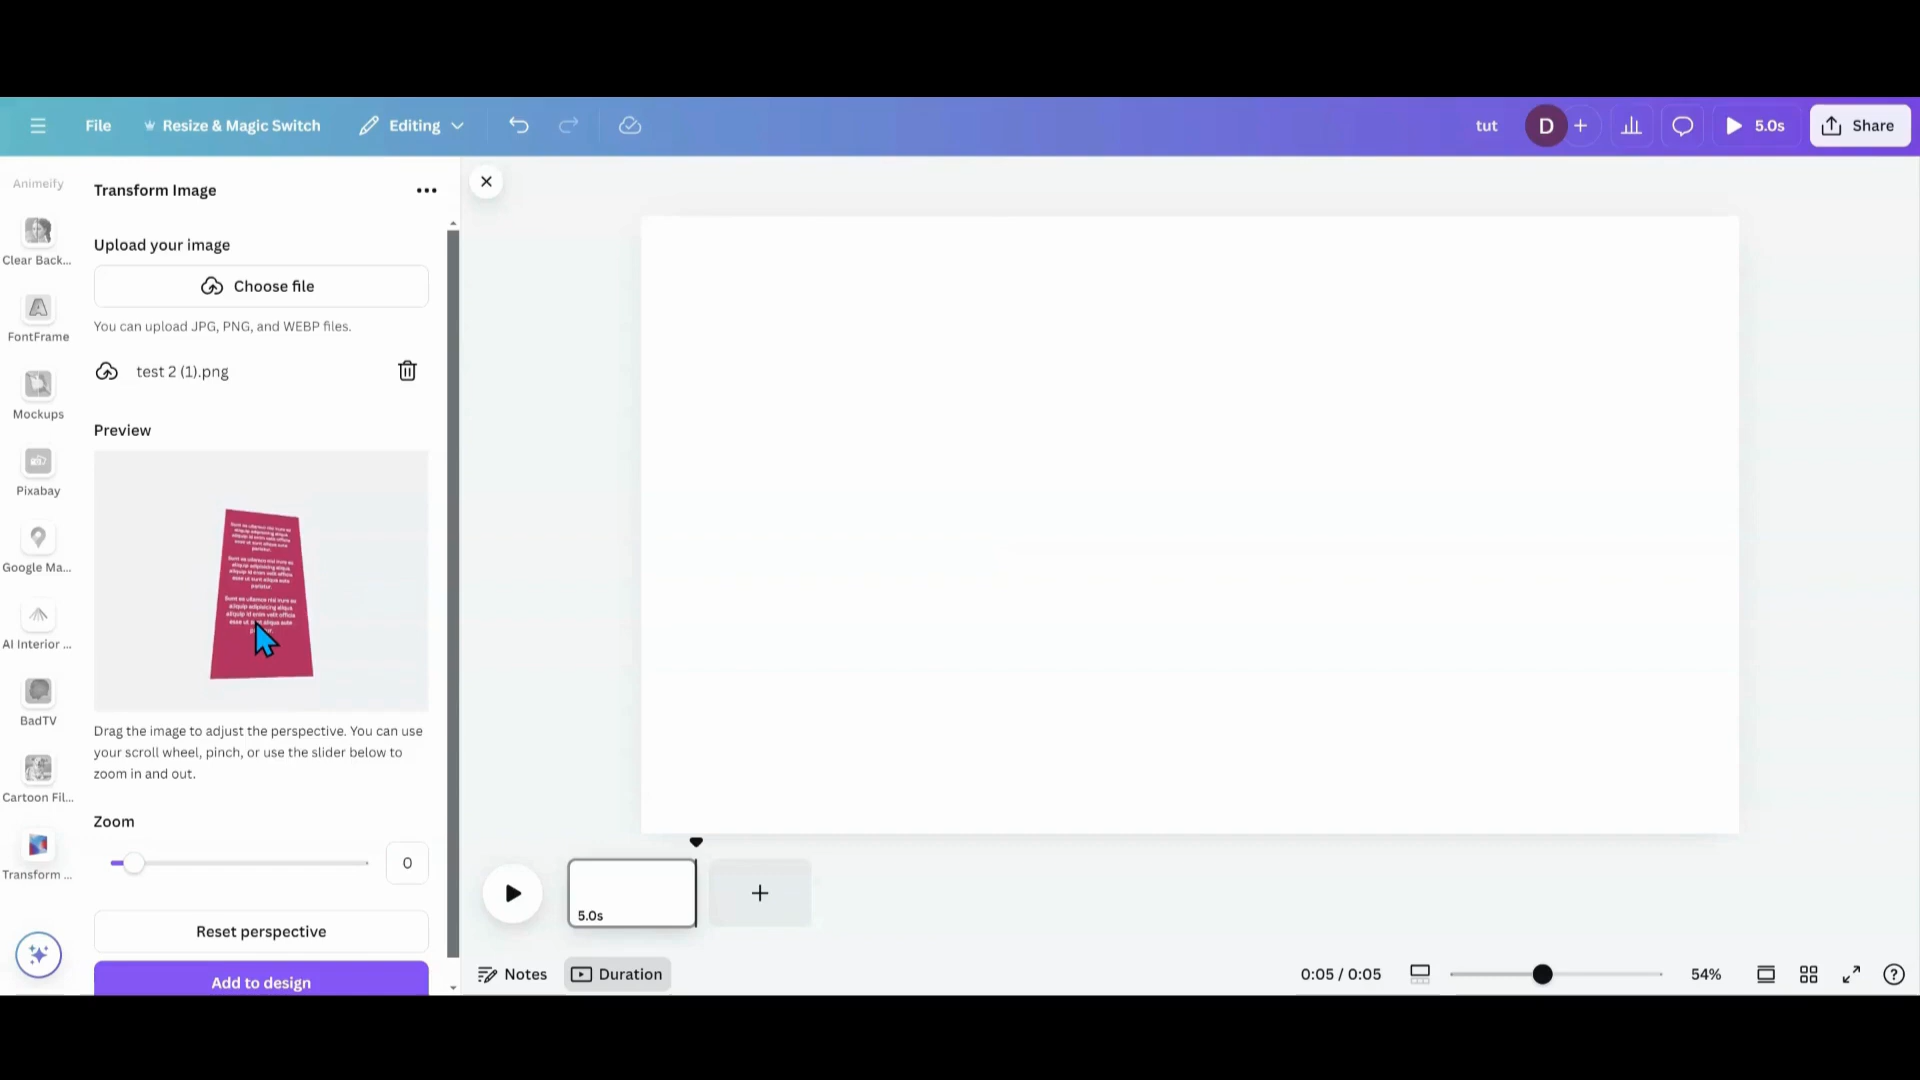 File
Resize & Magic Switch
Editing
tut
D
5.0s
Share
Animeify
Clear Back...
FontFrame
Mockups
Pixabay
Google Ma...
AI Interior ...
BadTV
Cartoon Fil...
Transform ...
Transform Image
Upload your image
Choose file
You can upload JPG, PNG, and WEBP files.
test 2 (1).png
Preview
Drag the image to adjust the perspective. You can use
your scroll wheel, pinch, or use the slider below to
zoom in and out.
Zoom
0
Reset perspective
Add to design
5.0s
Notes
Duration
0:05 / 0:05
54%